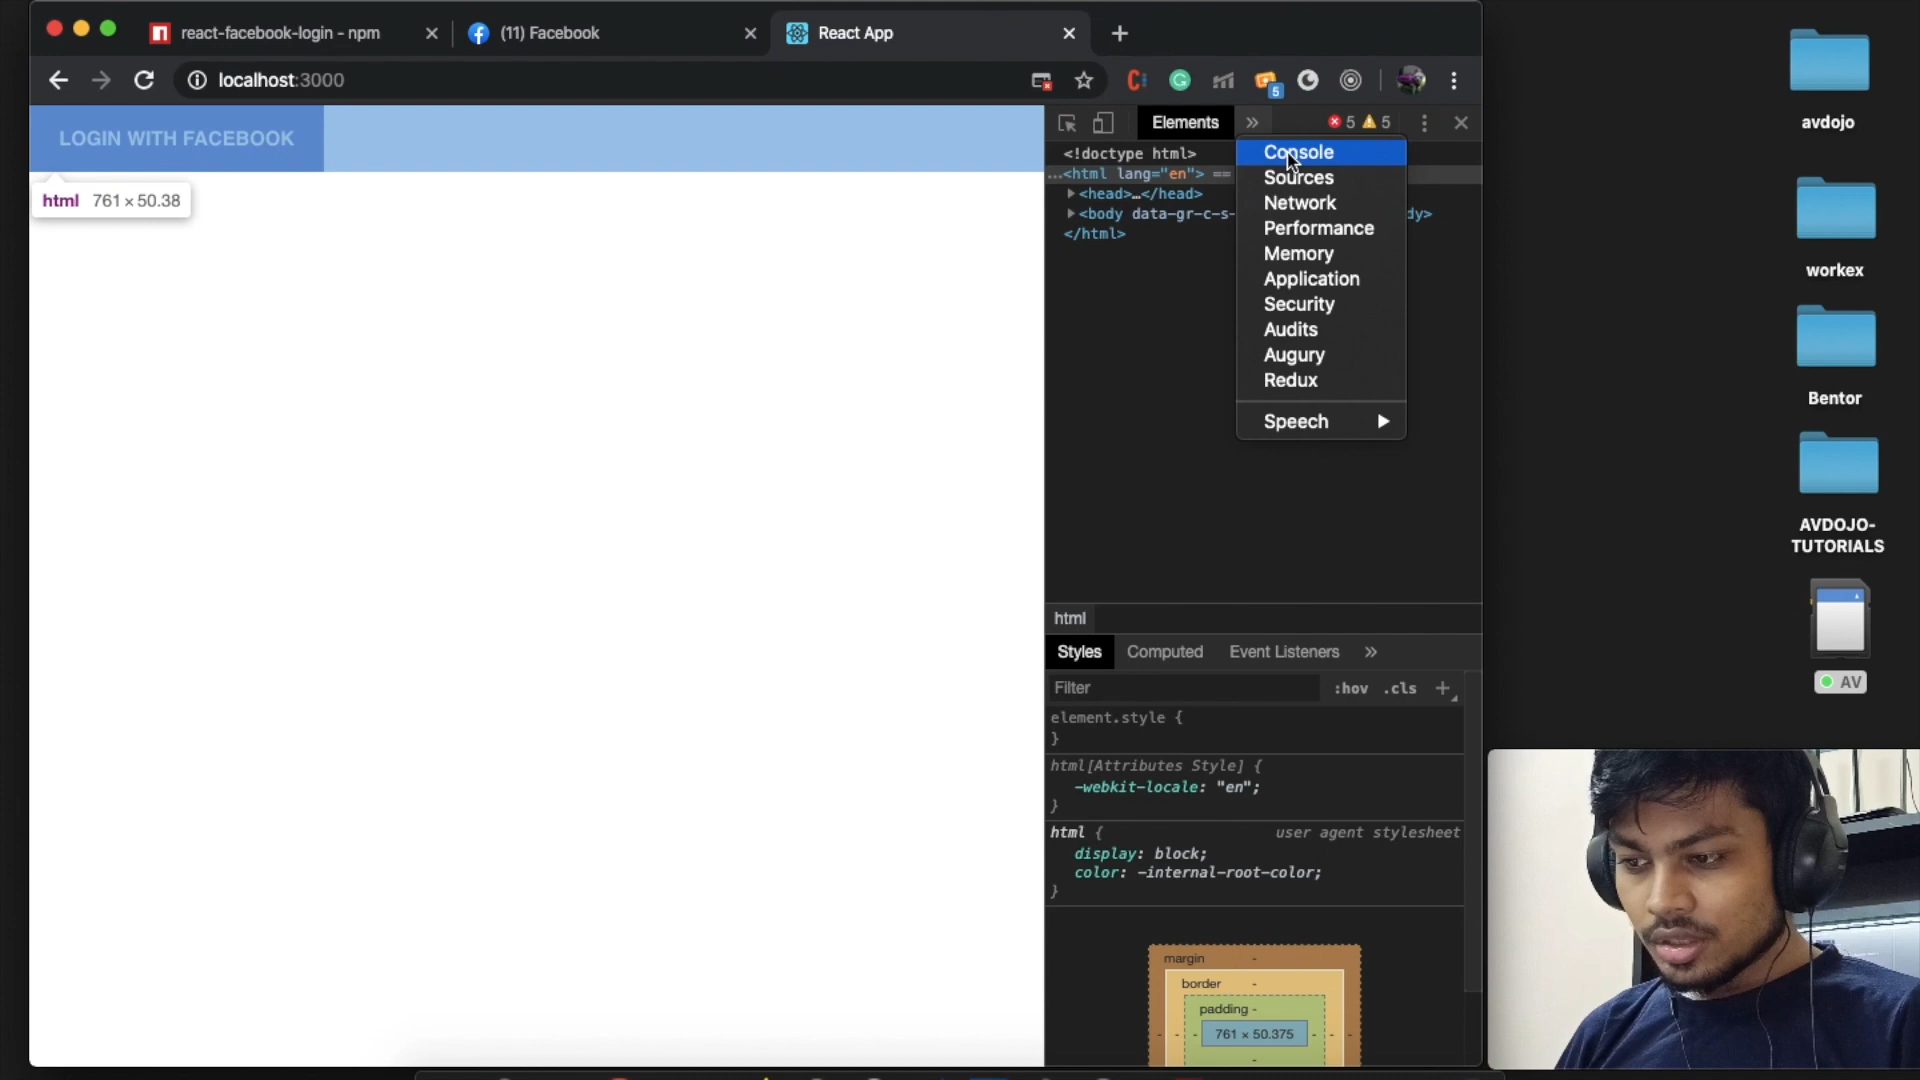 react-facebook-login - npm
(11) Facebook
React App
localhost:3000
5
LOGIN WITH FACEBOOK
html 761 × 50.38
Elements
5 5
<!doctype html>
…<html lang="en"> ==
<head>…</head>
<body data-gr-c-s- dy>
</html>
Console
Sources
Network
Performance
Memory
Application
Security
Audits
Augury
Redux
Speech
html
Styles Computed Event Listeners
Filter :hov .cls
element.style {
}
html[Attributes Style] {
-webkit-locale: "en";
}
html { user agent stylesheet
display: block;
color: -internal-root-color;
}
margin -
border -
padding -
- - - 761 × 50.375 - - -
-
avdojo
workex
Bentor
AVDOJO-
TUTORIALS
AV